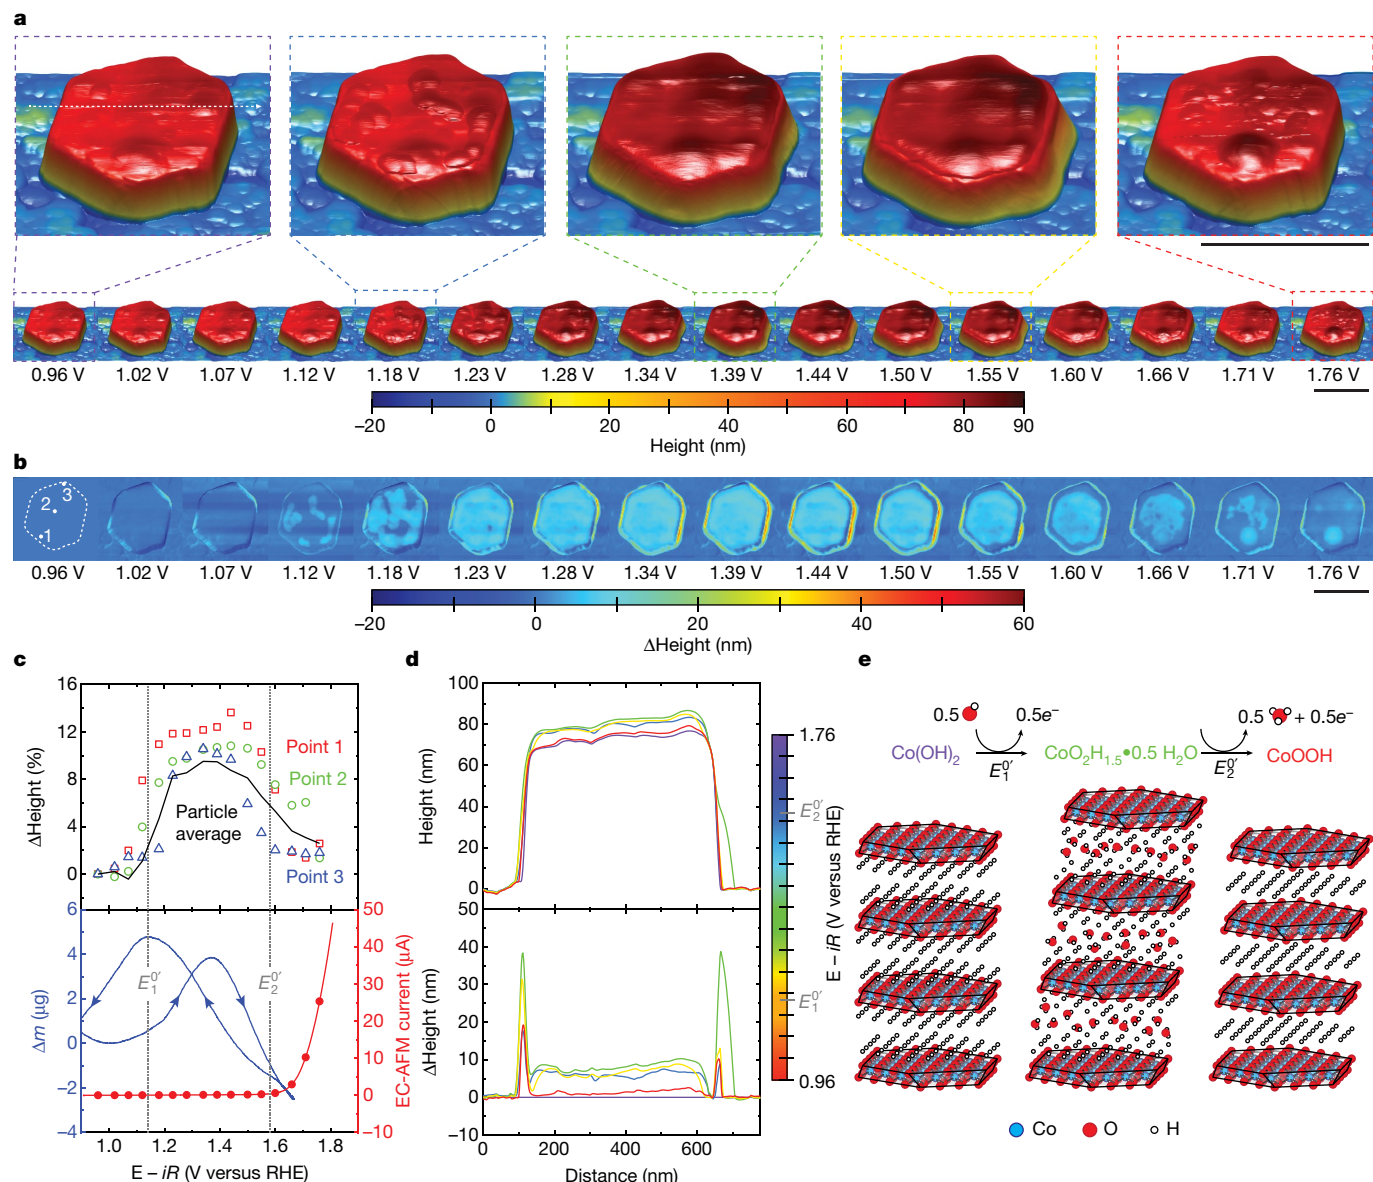 a
0.96 V 1.02 V 1.07 V 1.12 V 1.18 V 1.23 V 1.28 V 1.34 V 1.39 V 1.44 V 1.50 V 1.55 V 1.60 V 1.66 V 1.71 V 1.76 V
–20 0 20 40 60 80 90
Height (nm)
b
1 2 3
0.96 V 1.02 V 1.07 V 1.12 V 1.18 V 1.23 V 1.28 V 1.34 V 1.39 V 1.44 V 1.50 V 1.55 V 1.60 V 1.66 V 1.71 V 1.76 V
–20 0 20 40 60
ΔHeight (nm)
c
16
12
8
4
0
ΔHeight (%)
Point 1
Point 2
Particle
average
Point 3
6
4
2
0
–2
–4
Δm (μg)
E₁⁰′
E₂⁰′
50
40
30
20
10
0
–10
EC-AFM current (μA)
1.0 1.2 1.4 1.6 1.8
E – iR (V versus RHE)
d
100
80
60
40
20
0
Height (nm)
50
40
30
20
10
0
–10
ΔHeight (nm)
0 200 400 600
Distance (nm)
1.76
E₂⁰′
E₁⁰′
0.96
E – iR (V versus RHE)
e
0.5 0.5e⁻ 0.5 + 0.5e⁻
Co(OH)₂ E₁⁰′ CoO₂H₁.₅•0.5 H₂O E₂⁰′ CoOOH
Co O H